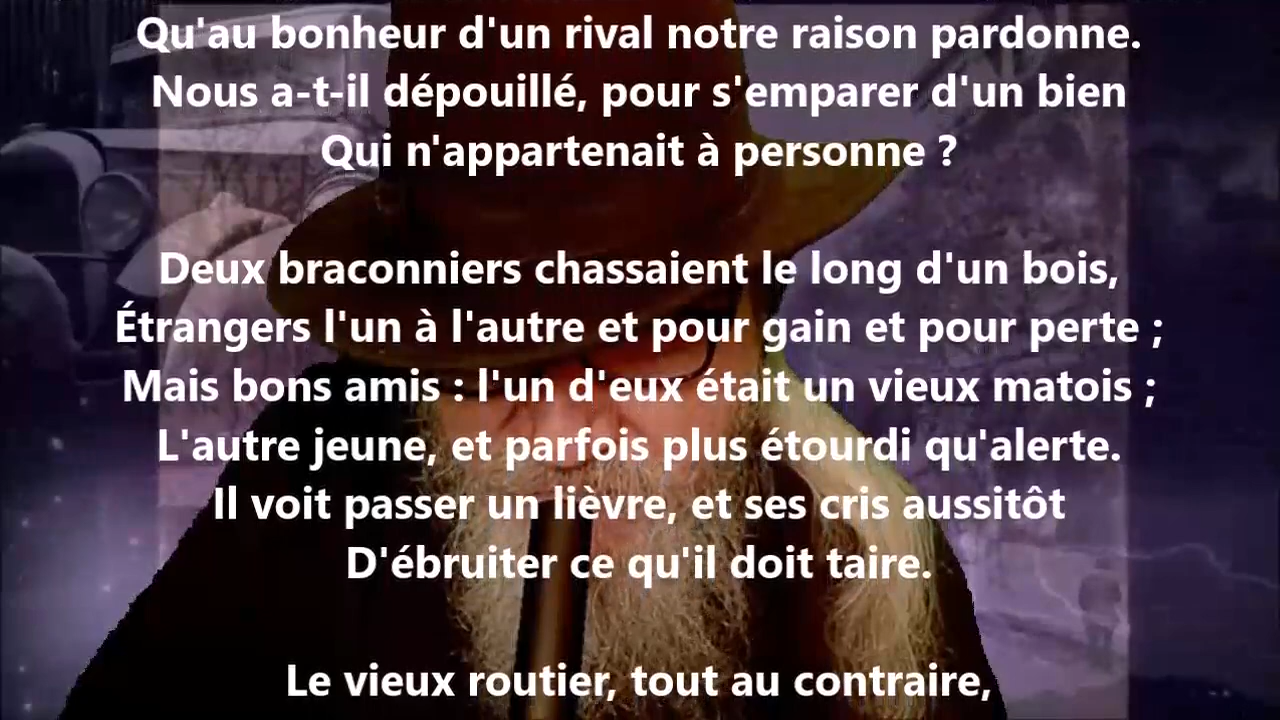 Qu'au bonheur d'un rival notre raison pardonne.
Nous a-t-il dépouillé, pour s'emparer d'un bien
Qui n'appartenait à personne ?
Deux braconniers chassaient le long d'un bois,
Étrangers l'un à l'autre et pour gain et pour perte ;
Mais bons amis : l'un d'eux était un vieux matois ;
L'autre jeune, et parfois plus étourdi qu'alerte.
Il voit passer un lièvre, et ses cris aussitôt
D'ébruiter ce qu'il doit taire.
Le vieux routier, tout au contraire,